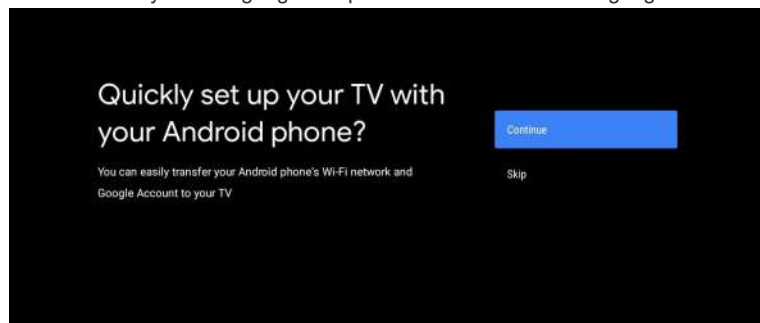 Quickly set up your TV with
your Android phone?
Continue
You can easily transfer your Android phone's Wi-Fi network and
Google Account to your TV
Skip